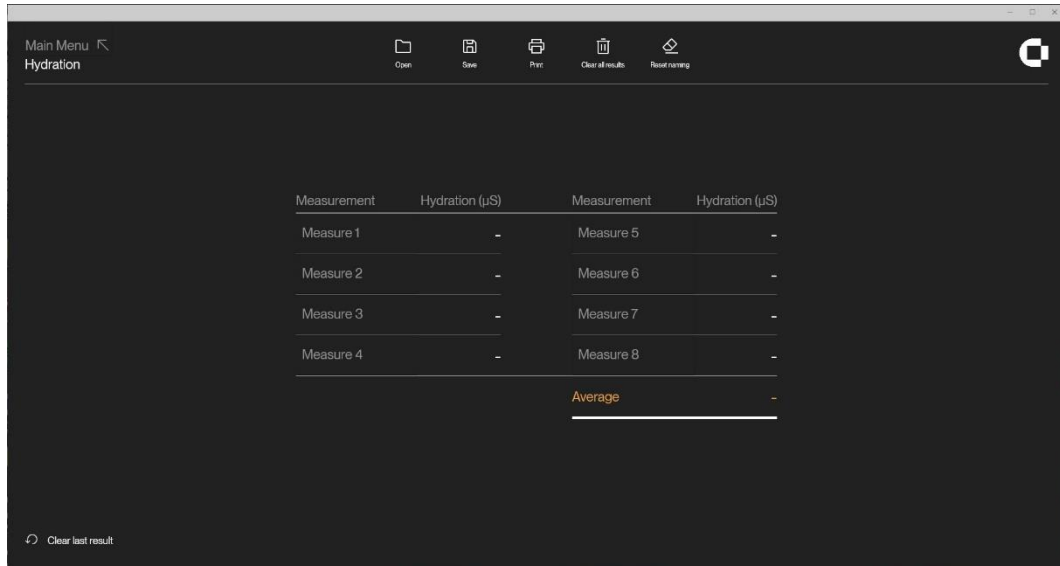 Main Menu
Hydration
Open Save Print Clear all results Reset naming
Measurement Hydration (µS) Measurement Hydration (µS)
Measure 1 - Measure 5 -
Measure 2 - Measure 6 -
Measure 3 - Measure 7 -
Measure 4 - Measure 8 -
Average -
Clear last result